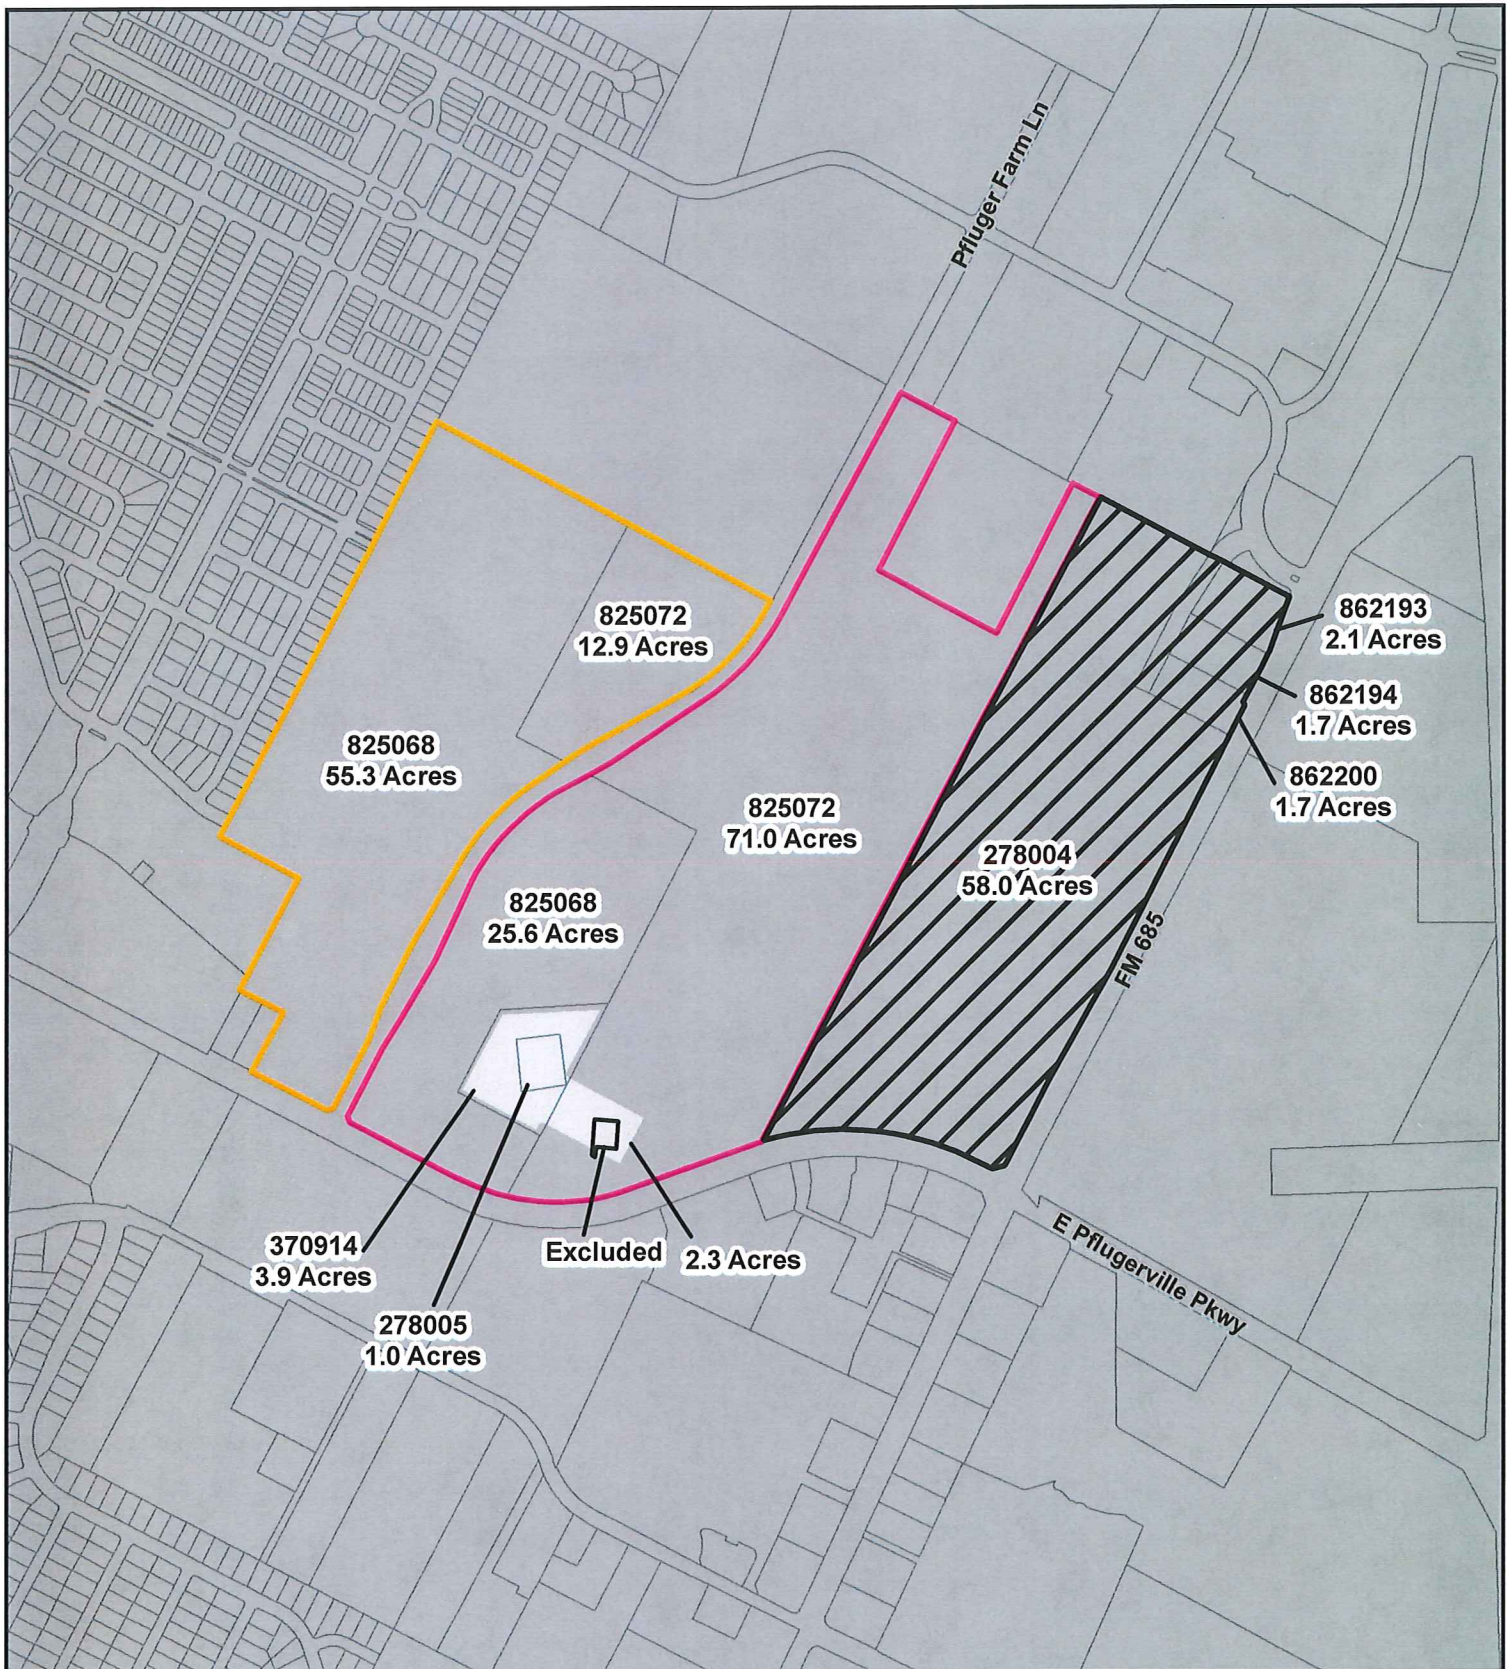 Pfluger Farm Ln
862193
2.1 Acres
825072
12.9 Acres
862194
1.7 Acres
825068
55.3 Acres
862200
1.7 Acres
825072
71.0 Acres
278004
58.0 Acres
825068
25.6 Acres
FM 685
E Pflugerville Pkwy
370914
3.9 Acres
Excluded
2.3 Acres
278005
1.0 Acres